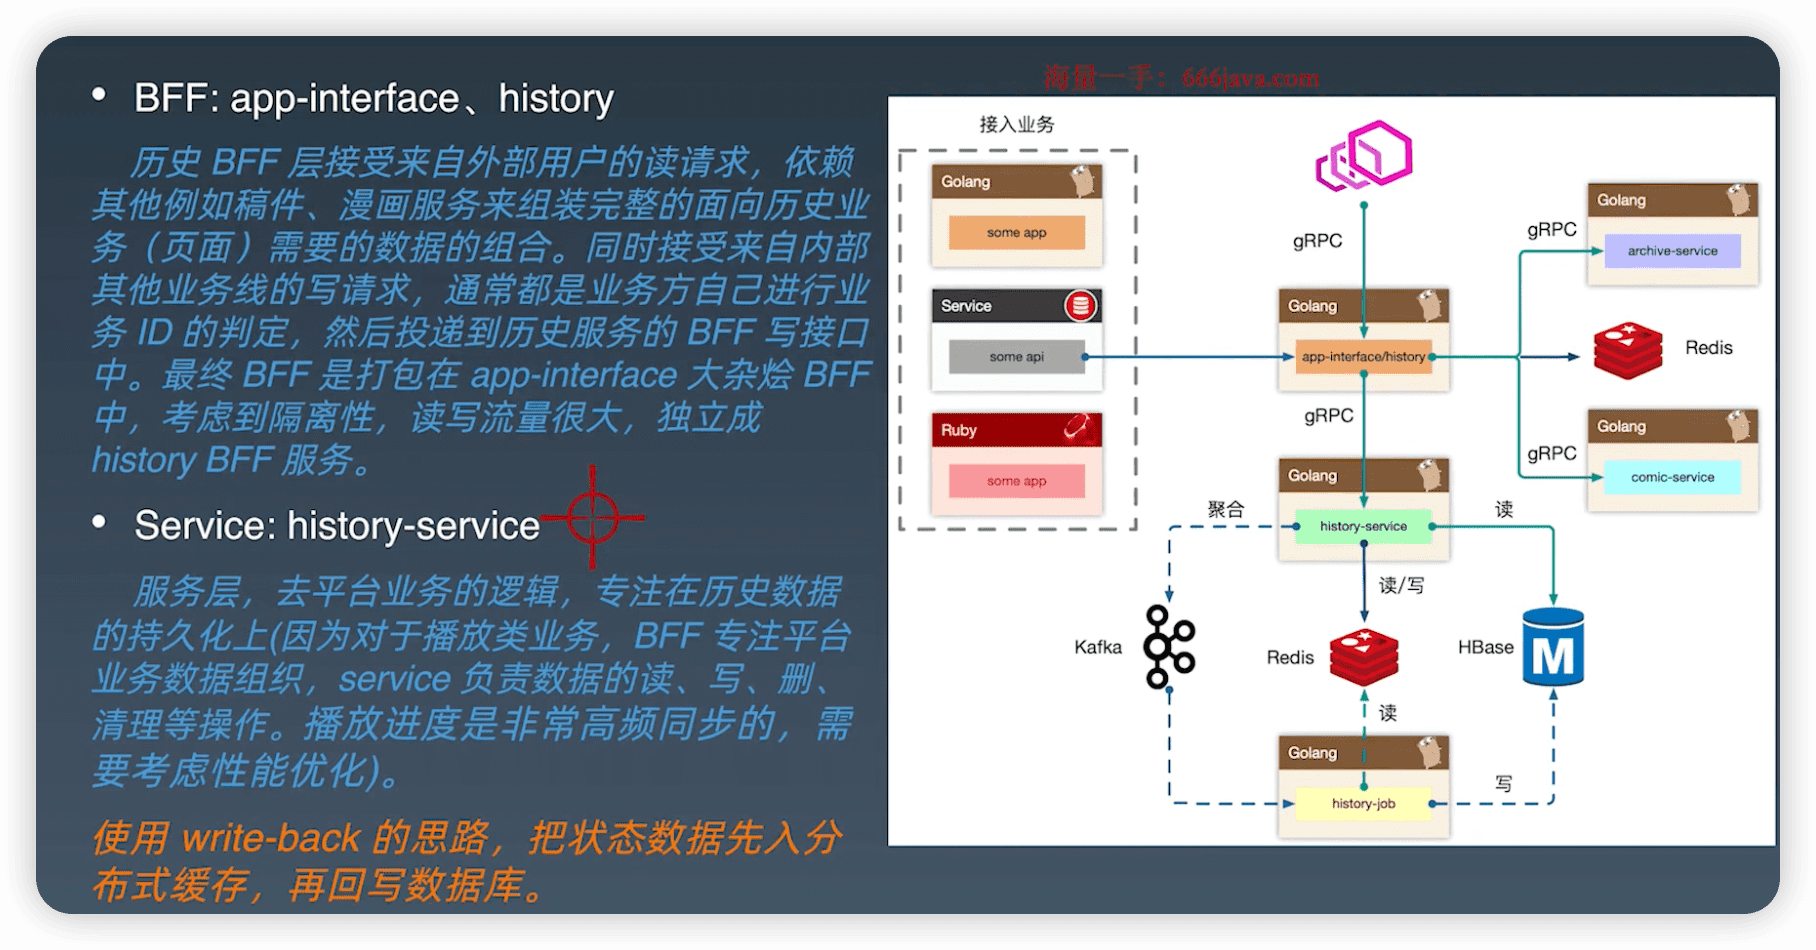 海量一手：666java.com
• BFF: app-interface、history
历史 BFF 层接受来自外部用户的读请求，依赖
其他例如稿件、漫画服务来组装完整的面向历史业
务（页面）需要的数据的组合。同时接受来自内部
其他业务线的写请求，通常都是业务方自己进行业
务 ID 的判定，然后投递到历史服务的 BFF 写接口
中。最终 BFF 是打包在 app-interface 大杂烩 BFF
中，考虑到隔离性，读写流量很大，独立成
history BFF 服务。
• Service: history-service
服务层，去平台业务的逻辑，专注在历史数据
的持久化上(因为对于播放类业务，BFF 专注平台
业务数据组织，service 负责数据的读、写、删、
清理等操作。播放进度是非常高频同步的，需
要考虑性能优化)。
使用 write-back 的思路，把状态数据先入分
布式缓存，再回写数据库。
接入业务
Golang
some app
Service
some api
Ruby
some app
gRPC
Golang
app-interface/history
gRPC
Golang
archive-service
gRPC
Redis
gRPC
Golang
comic-service
Golang
history-service
聚合
读
读/写
Kafka
Redis
HBase
M
读
Golang
history-job
写